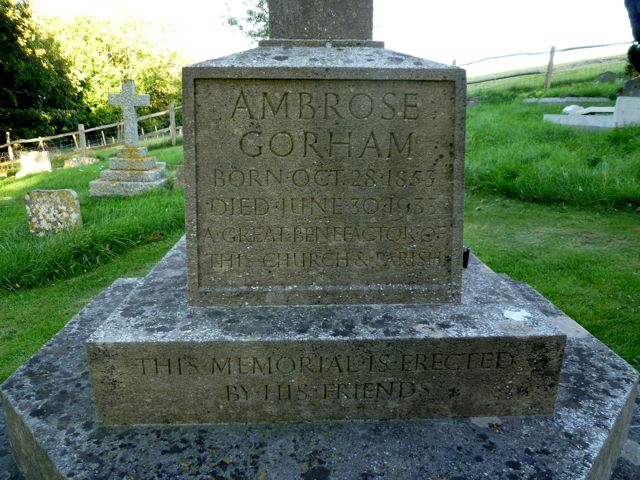 AMBROSE
GORHAM
BORN·OCT·28·1853
DIED·JUNE·30·1933
A·GREAT·BENEFACTOR·OF
THIS·CHURCH·&·PARISH
THIS·MEMORIAL·IS·ERECTED
BY·HIS·FRIENDS